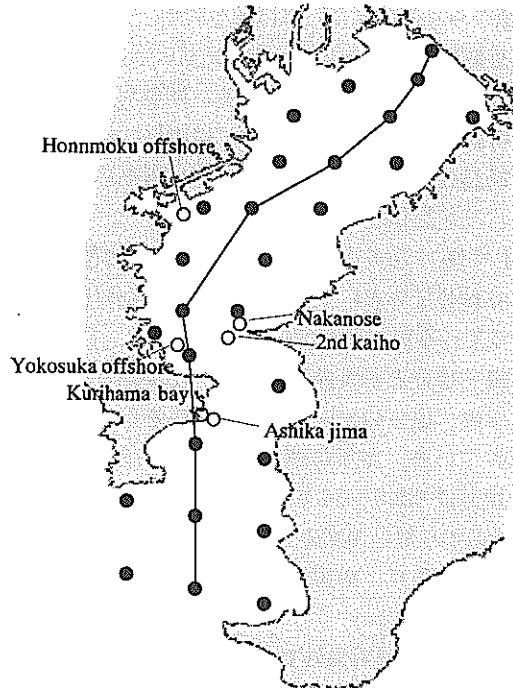 Honnmoku offshore
Nakanose
2nd kaiho
Yokosuka offshore
Kurihama bay
Ashika jima